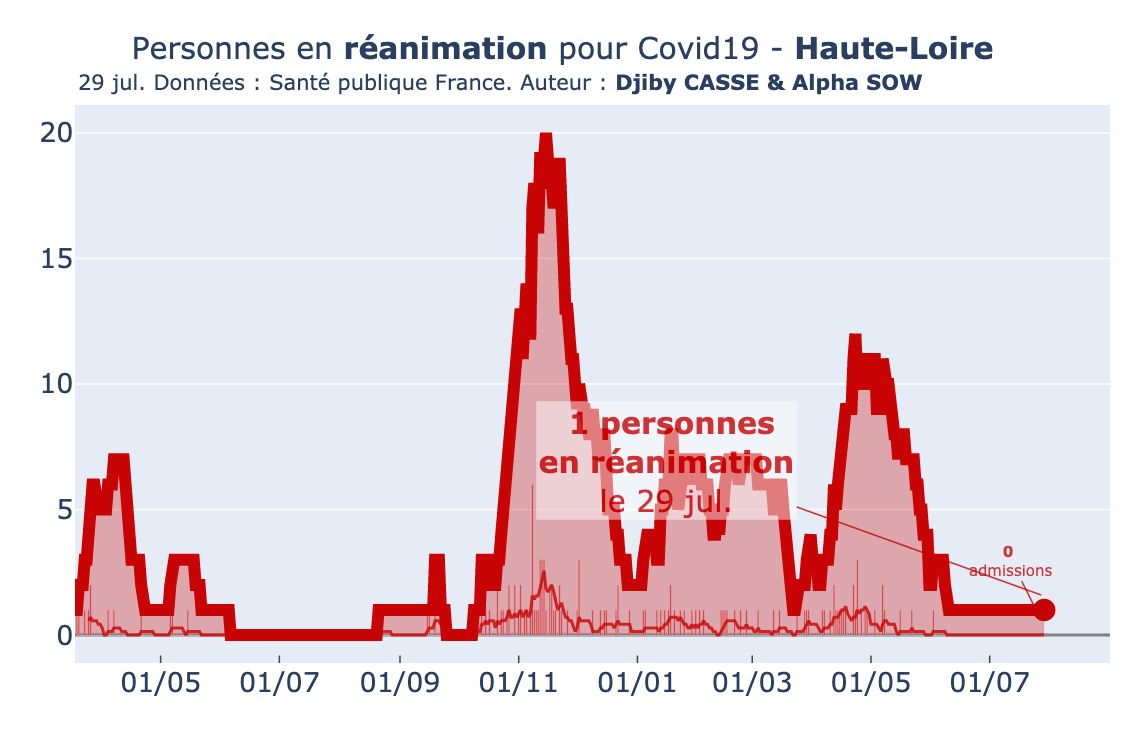 Personnes en réanimation pour Covid19 - Haute-Loire
29 jul. Données : Santé publique France. Auteur : Djiby CASSE & Alpha SOW
20
15
10
5
0
1 personnes
en réanimation
le 29 jul.
0
admissions
01/05 01/07 01/09 01/11 01/01 01/03 01/05 01/07